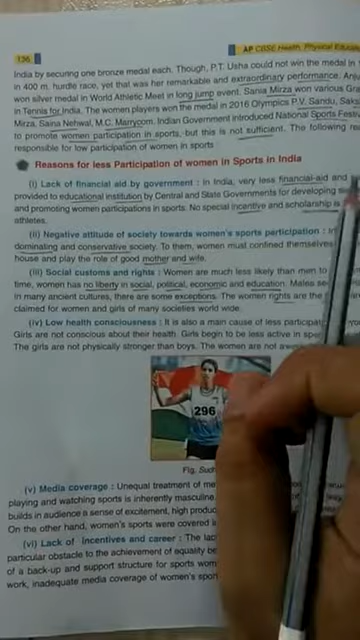 136
AP CBSE Health, Physical Educa
India by securing one bronze medal each. Though, P.T. Usha could not win the medal in
in 400 m. hurdle race, yet that was her remarkable and extraordinary performance. Anj
won silver medal in World Athletic Meet in long jump event. Sania Mirza won various Gra
in Tennis for India. The women players won the medal in 2016 Olympics P.V. Sandu, Saks
Mirza, Saina Nehwal, M.C. Marrycom. Indian Government introduced National Sports Festiv
to promote women participation in sports, but this is not sufficient. The following re
responsible for low participation of women in sports
Reasons for less Participation of women in Sports in India
(i) Lack of financial aid by government : In India, very less financial-aid and
provided to educational institution by Central and State Governments for developing
and promoting women participations in sports. No special incentive and scholarship is
athletes.
(ii) Negative attitude of society towards women's sports participation :
dominating and conservative society. To them, women must confined themselves
house and play the role of good mother and wife.
(iii) Social customs and rights : Women are much less likely than men to
time, women has no liberty in social, political, economic and education. Males
In many ancient cultures, there are some exceptions. The women rights are the
claimed for women and girls of many societies world wide.
(iv) Low health consciousness : It is also a main cause of less participat
Girls are not conscious about their health. Girls begin to be less active in
The girls are not physically stronger than boys. The women are not
296
Fig. Sudh
(v) Media coverage : Unequal treatment of
playing and watching sports is inherently masculine.
builds in audience a sense of excitement, high
On the other hand, women's sports were covered
(vi) Lack of Incentives and career : The
particular obstacle to the achievement of equality
of a back-up and support structure for sports
work, inadequate media coverage of women's